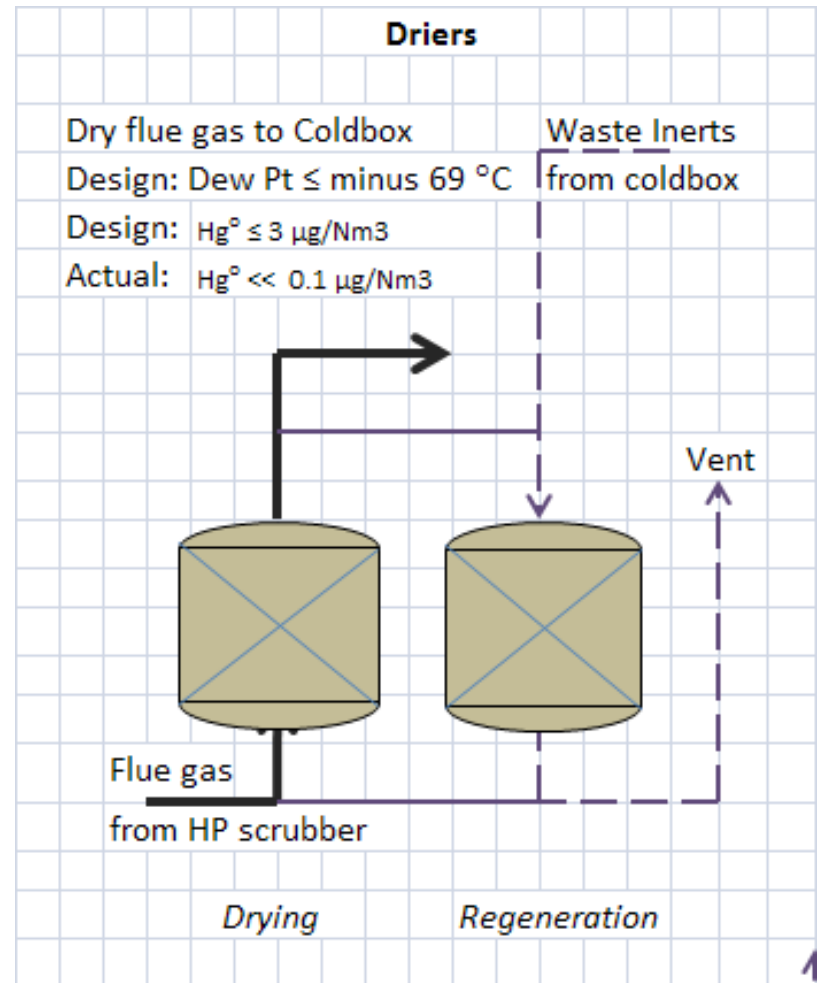 Driers
Dry flue gas to Coldbox
Design: Dew Pt ≤ minus 69 °C
Design: Hg° ≤ 3 µg/Nm3
Actual: Hg° << 0.1 µg/Nm3
Waste Inerts
from coldbox
Vent
Flue gas
from HP scrubber
Drying
Regeneration